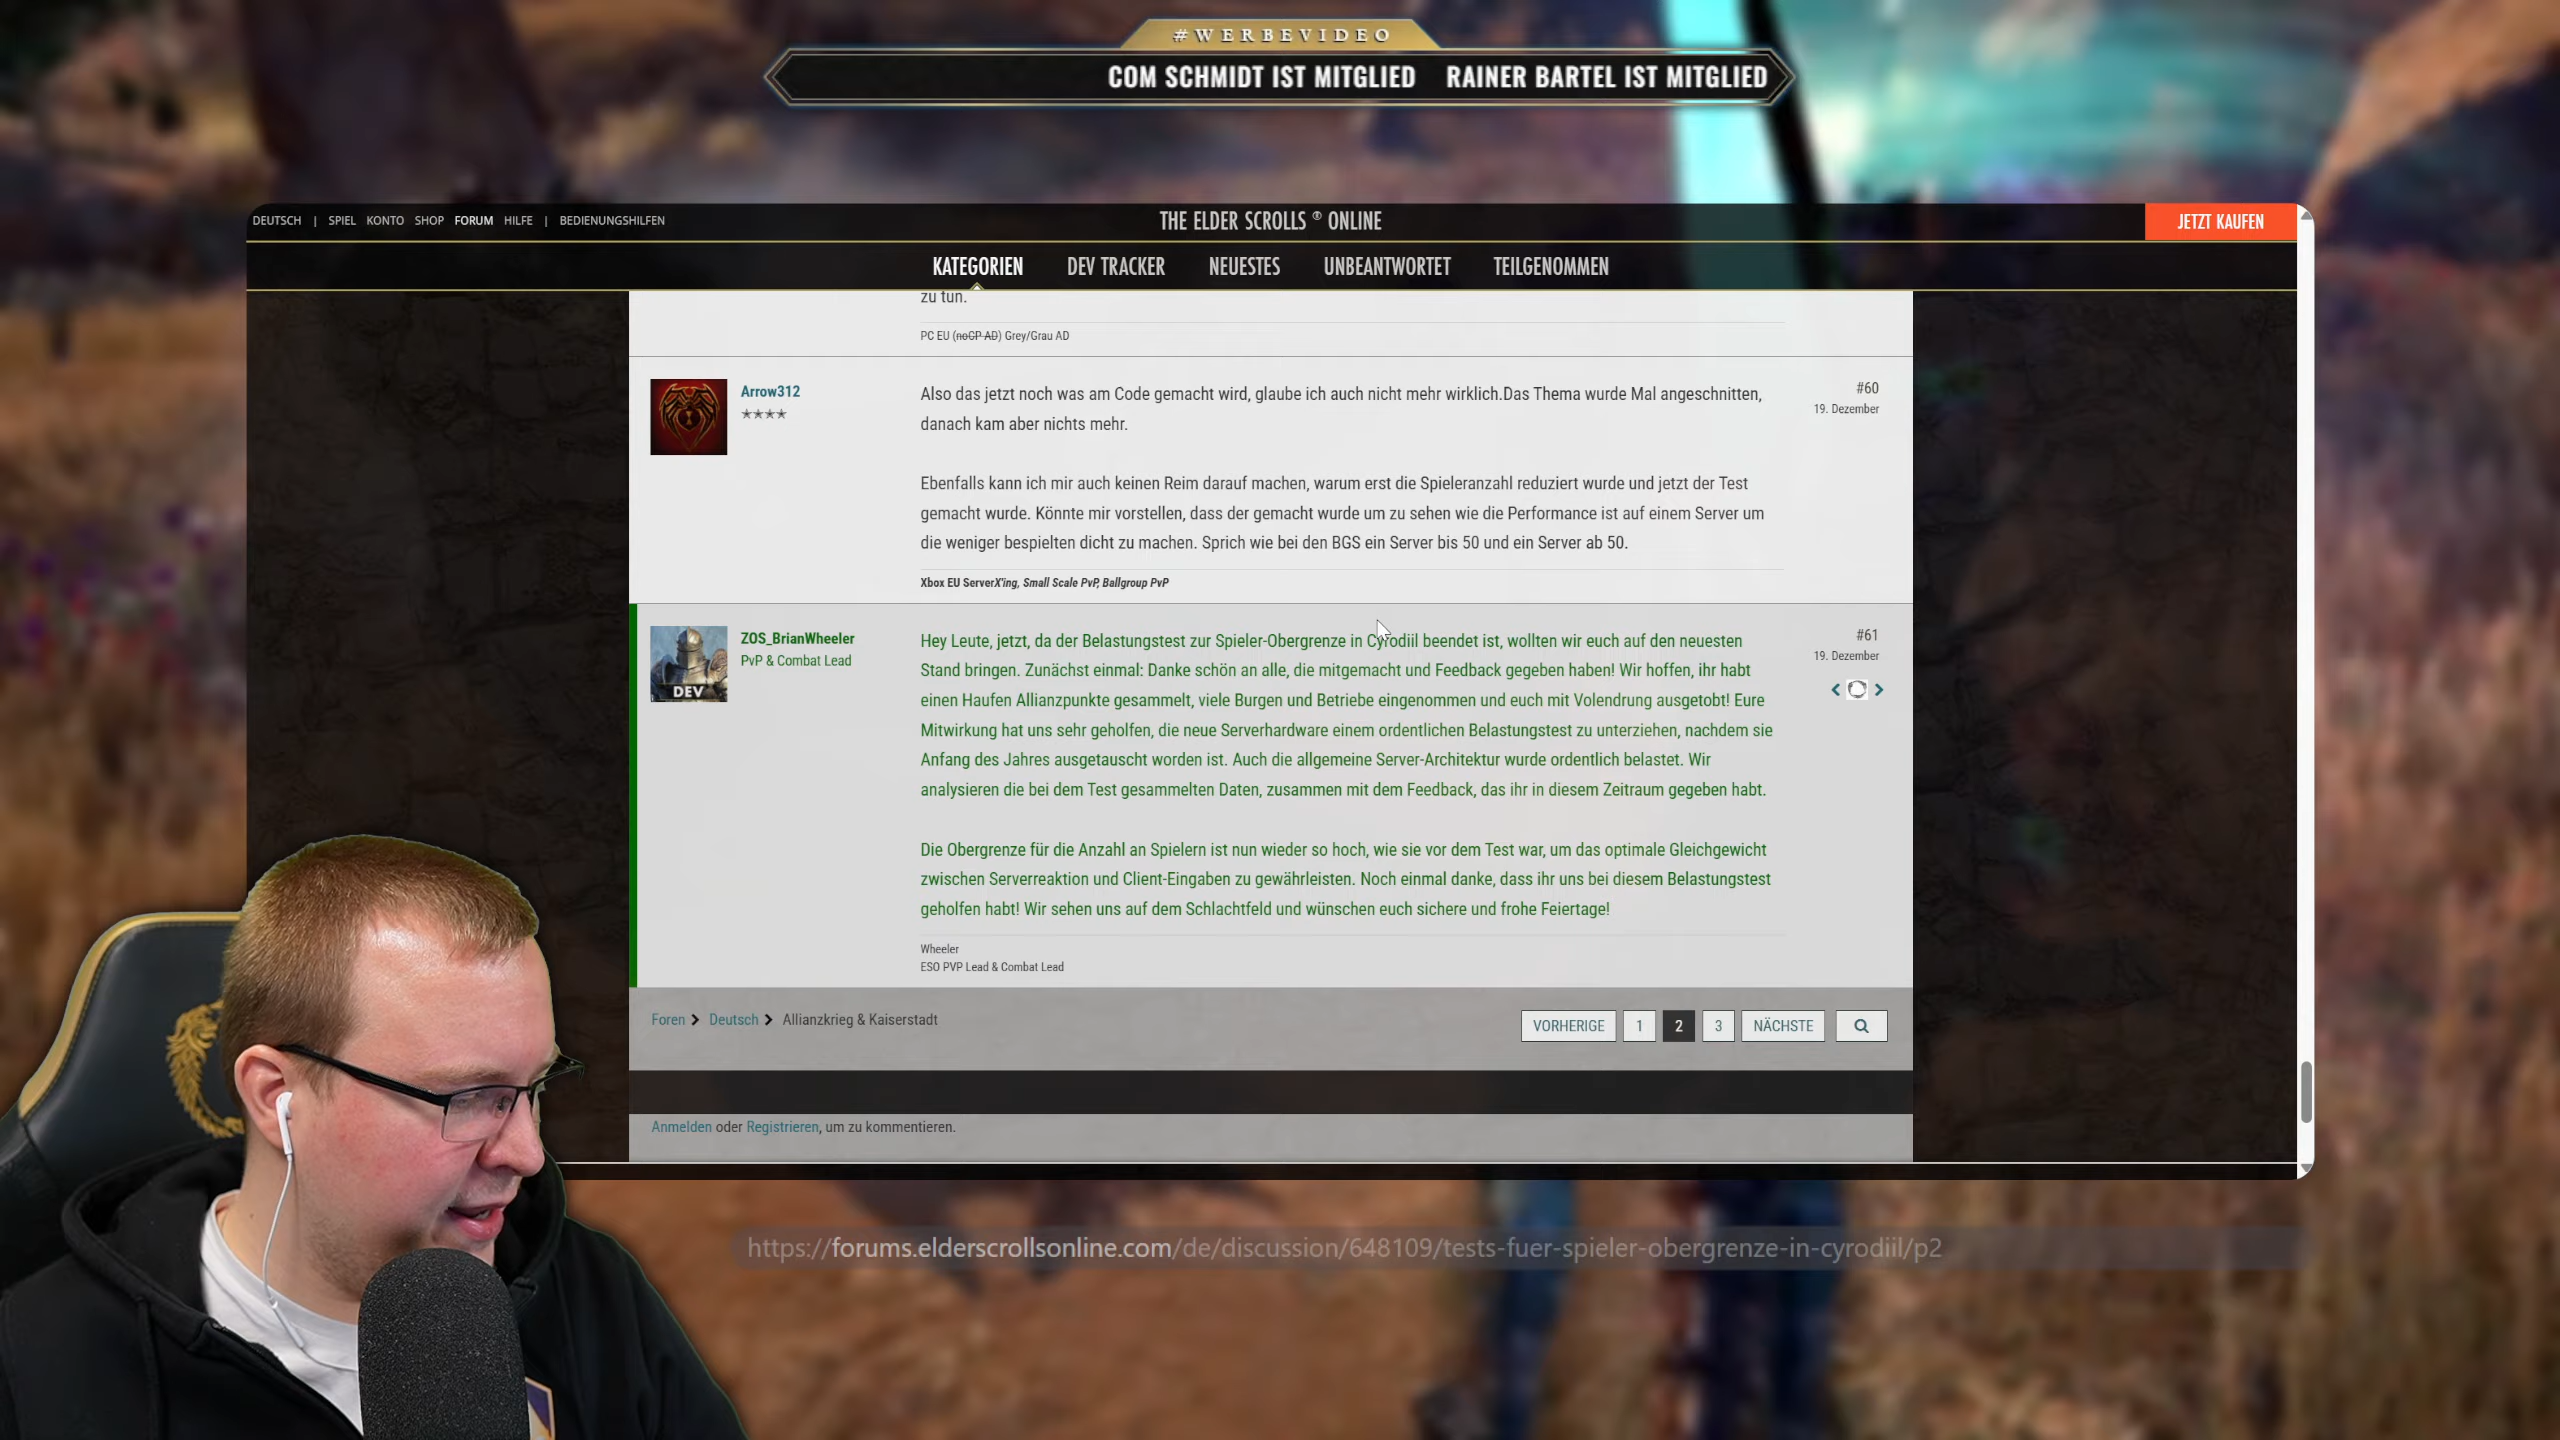 #WERBEVIDEO
COM SCHMIDT IST MITGLIED RAINER BARTEL IST MITGLIED
DEUTSCH | SPIEL KONTO SHOP FORUM HILFE | BEDIENUNGSHILFEN
THE ELDER SCROLLS ® ONLINE
JETZT KAUFEN
KATEGORIEN DEV TRACKER NEUESTES UNBEANTWORTET TEILGENOMMEN
zu tun.
PC EU (noCP AD) Grey/Grau AD
Arrow312
★★★★
Also das jetzt noch was am Code gemacht wird, glaube ich auch nicht mehr wirklich.Das Thema wurde Mal angeschnitten,
danach kam aber nichts mehr.
Ebenfalls kann ich mir auch keinen Reim darauf machen, warum erst die Spieleranzahl reduziert wurde und jetzt der Test
gemacht wurde. Könnte mir vorstellen, dass der gemacht wurde um zu sehen wie die Performance ist auf einem Server um
die weniger bespielten dicht zu machen. Sprich wie bei den BGS ein Server bis 50 und ein Server ab 50.
Xbox EU ServerX'ing, Small Scale PvP, Ballgroup PvP
#60
19. Dezember
ZOS_BrianWheeler
PvP & Combat Lead
DEV
Hey Leute, jetzt, da der Belastungstest zur Spieler-Obergrenze in Cyrodiil beendet ist, wollten wir euch auf den neuesten
Stand bringen. Zunächst einmal: Danke schön an alle, die mitgemacht und Feedback gegeben haben! Wir hoffen, ihr habt
einen Haufen Allianzpunkte gesammelt, viele Burgen und Betriebe eingenommen und euch mit Volendrung ausgetobt! Eure
Mitwirkung hat uns sehr geholfen, die neue Serverhardware einem ordentlichen Belastungstest zu unterziehen, nachdem sie
Anfang des Jahres ausgetauscht worden ist. Auch die allgemeine Server-Architektur wurde ordentlich belastet. Wir
analysieren die bei dem Test gesammelten Daten, zusammen mit dem Feedback, das ihr in diesem Zeitraum gegeben habt.
Die Obergrenze für die Anzahl an Spielern ist nun wieder so hoch, wie sie vor dem Test war, um das optimale Gleichgewicht
zwischen Serverreaktion und Client-Eingaben zu gewährleisten. Noch einmal danke, dass ihr uns bei diesem Belastungstest
geholfen habt! Wir sehen uns auf dem Schlachtfeld und wünschen euch sichere und frohe Feiertage!
Wheeler
ESO PVP Lead & Combat Lead
#61
19. Dezember
Foren > Deutsch > Allianzkrieg & Kaiserstadt
VORHERIGE 1 2 3 NÄCHSTE
Anmelden oder Registrieren, um zu kommentieren.
https://forums.elderscrollsonline.com/de/discussion/648109/tests-fuer-spieler-obergrenze-in-cyrodiil/p2